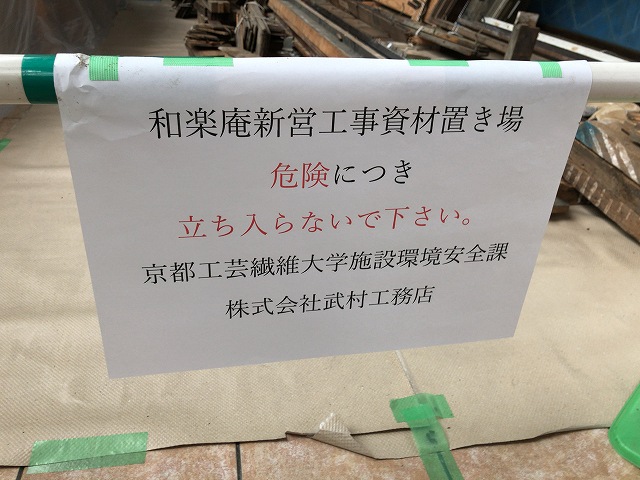 和楽庵新営工事資材置き場
危険につき
立ち入らないで下さい。
京都工芸繊維大学施設環境安全課
株式会社武村工務店